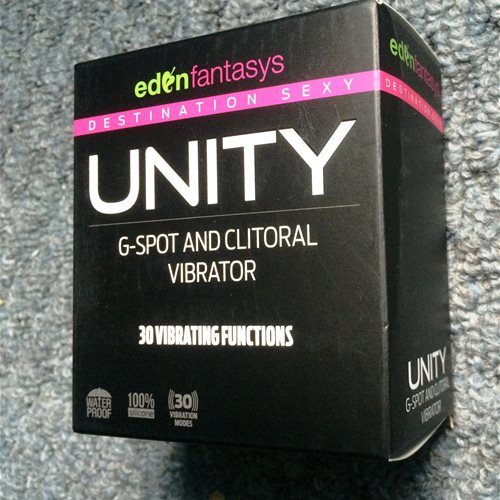 edenfantasys
DESTINATION SEXY
UNITY
G-SPOT AND CLITORAL
VIBRATOR
30 VIBRATING FUNCTIONS
WATER
PROOF
100%
silicone
30
VIBRATION
MODES
edenfantasys
DESTINATION
UNITY
G-SPOT AND CLITORAL
VIBRATOR